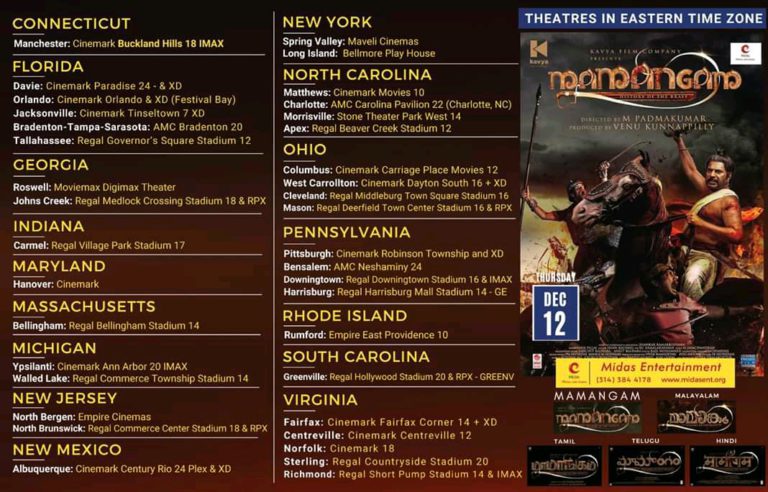 CONNECTICUT
Manchester: Cinemark Buckland Hills 18 IMAX
FLORIDA
Davie: Cinemark Paradise 24 - & XD
Orlando: Cinemark Orlando & XD (Festival Bay)
Jacksonville: Cinemark Tinseltown 7 XD
Bradenton-Tampa-Sarasota: AMC Bradenton 20
Tallahassee: Regal Governor's Square Stadium 12
GEORGIA
Roswell: Moviemax Digimax Theater
Johns Creek: Regal Medlock Crossing Stadium 18 & RPX
INDIANA
Carmel: Regal Village Park Stadium 17
MARYLAND
Hanover: Cinemark
MASSACHUSETTS
Bellingham: Regal Bellingham Stadium 14
MICHIGAN
Ypsilanti: Cinemark Ann Arbor 20 IMAX
Walled Lake: Regal Commerce Township Stadium 14
NEW JERSEY
North Bergen: Empire Cinemas
North Brunswick: Regal Commerce Center Stadium 18 & RPX
NEW MEXICO
Albuquerque: Cinemark Century Rio 24 Plex & XD
NEW YORK
Spring Valley: Maveli Cinemas
Long Island: Bellmore Play House
NORTH CAROLINA
Matthews: Cinemark Movies 10
Charlotte: AMC Carolina Pavilion 22 (Charlotte, NC)
Morrisville: Stone Theater Park West 14
Apex: Regal Beaver Creek Stadium 12
OHIO
Columbus: Cinemark Carriage Place Movies 12
West Carrollton: Cinemark Dayton South 16 + XD
Cleveland: Regal Middleburg Town Square Stadium 16
Mason: Regal Deerfield Town Center Stadium 16 & RPX
PENNSYLVANIA
Pittsburgh: Cinemark Robinson Township and XD
Bensalem: AMC Neshaminy 24
Downingtown: Regal Downingtown Stadium 16 & IMAX
Harrisburg: Regal Harrisburg Mall Stadium 14 - GE
RHODE ISLAND
Rumford: Empire East Providence 10
SOUTH CAROLINA
Greenville: Regal Hollywood Stadium 20 & RPX - GREENV
VIRGINIA
Fairfax: Cinemark Fairfax Corner 14 + XD
Centreville: Cinemark Centreville 12
Norfolk: Cinemark 18
Sterling: Regal Countryside Stadium 20
Richmond: Regal Short Pump Stadium 14 & IMAX
THEATRES IN EASTERN TIME ZONE
kavya
KAVYA FILM COMPANY
PRESENTS
HISTORY OF THE BRAVE
DIRECTED BY M PADMAKUMAR
PRODUCED BY VENU KUNNAPPILLY
THURSDAY
DEC
12
Midas Entertainment
(314) 384 4178 www.midasent.org
MAMANGAM
MALAYALAM
മാമാങ്കം
TAMIL
TELUGU
HINDI